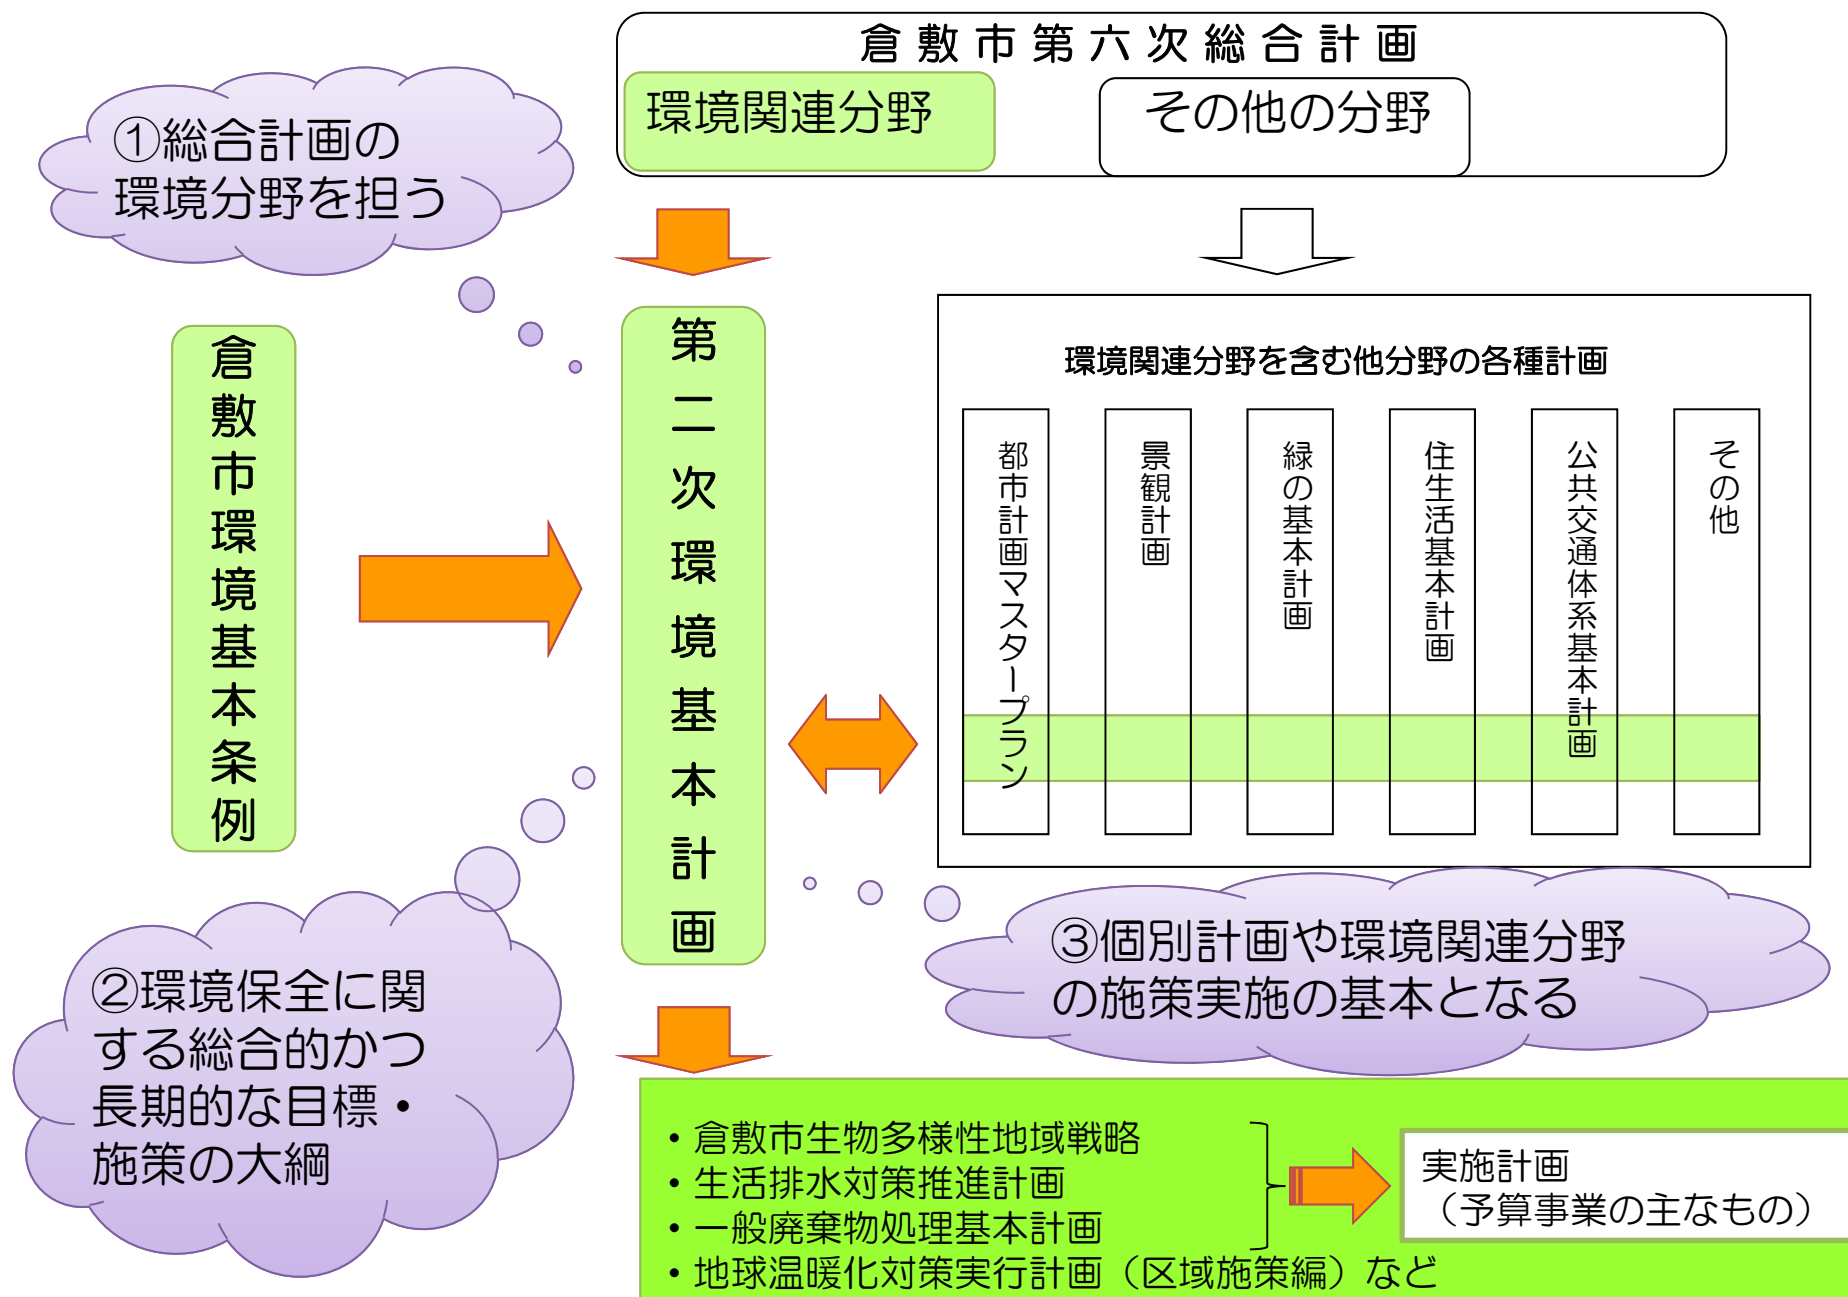 倉敷市第六次総合計画
環境関連分野
その他の分野
①総合計画の
環境分野を担う
倉敷市環境基本条例
第二次環境基本計画
環境関連分野を含む他分野の各種計画
都市計画マスタープラン
景観計画
緑の基本計画
住生活基本計画
公共交通体系基本計画
その他
②環境保全に関
する総合的かつ
長期的な目標・
施策の大綱
③個別計画や環境関連分野
の施策実施の基本となる
・倉敷市生物多様性地域戦略
・生活排水対策推進計画
・一般廃棄物処理基本計画
・地球温暖化対策実行計画（区域施策編）など
実施計画
（予算事業の主なもの）